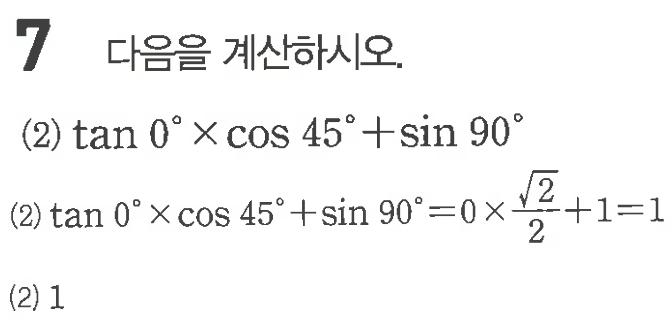 7 다음을 계산하시오.
(2) tan 0°×cos 45°+sin 90°
(2) tan 0°×cos 45°+sin 90°=0×√2/2+1=1
(2) 1